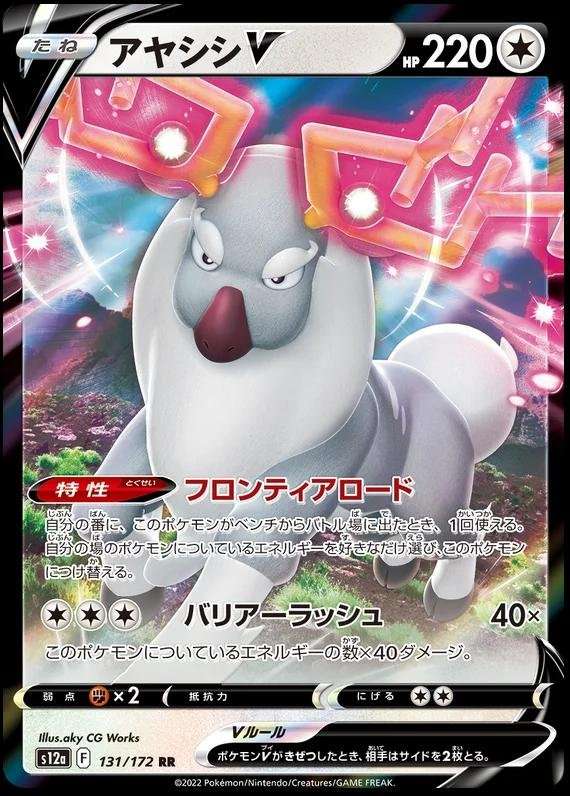 たね アヤシシV HP 220
特性 とくせい フロンティアロード
自分の番に、このポケモンがベンチからバトル場に出たとき、1回使える。
自分の場のポケモンについているエネルギーを好きなだけ選び、このポケモン
につけ替える。
バリアーラッシュ 40×
このポケモンについているエネルギーの数×40ダメージ。
弱点 ×2 抵抗力 にげる
Vルール
ポケモンVがきぜつしたとき、相手はサイドを2枚とる。
Illus.aky CG Works
s12a F 131/172 RR
©2022 Pokémon/Nintendo/Creatures/GAME FREAK.